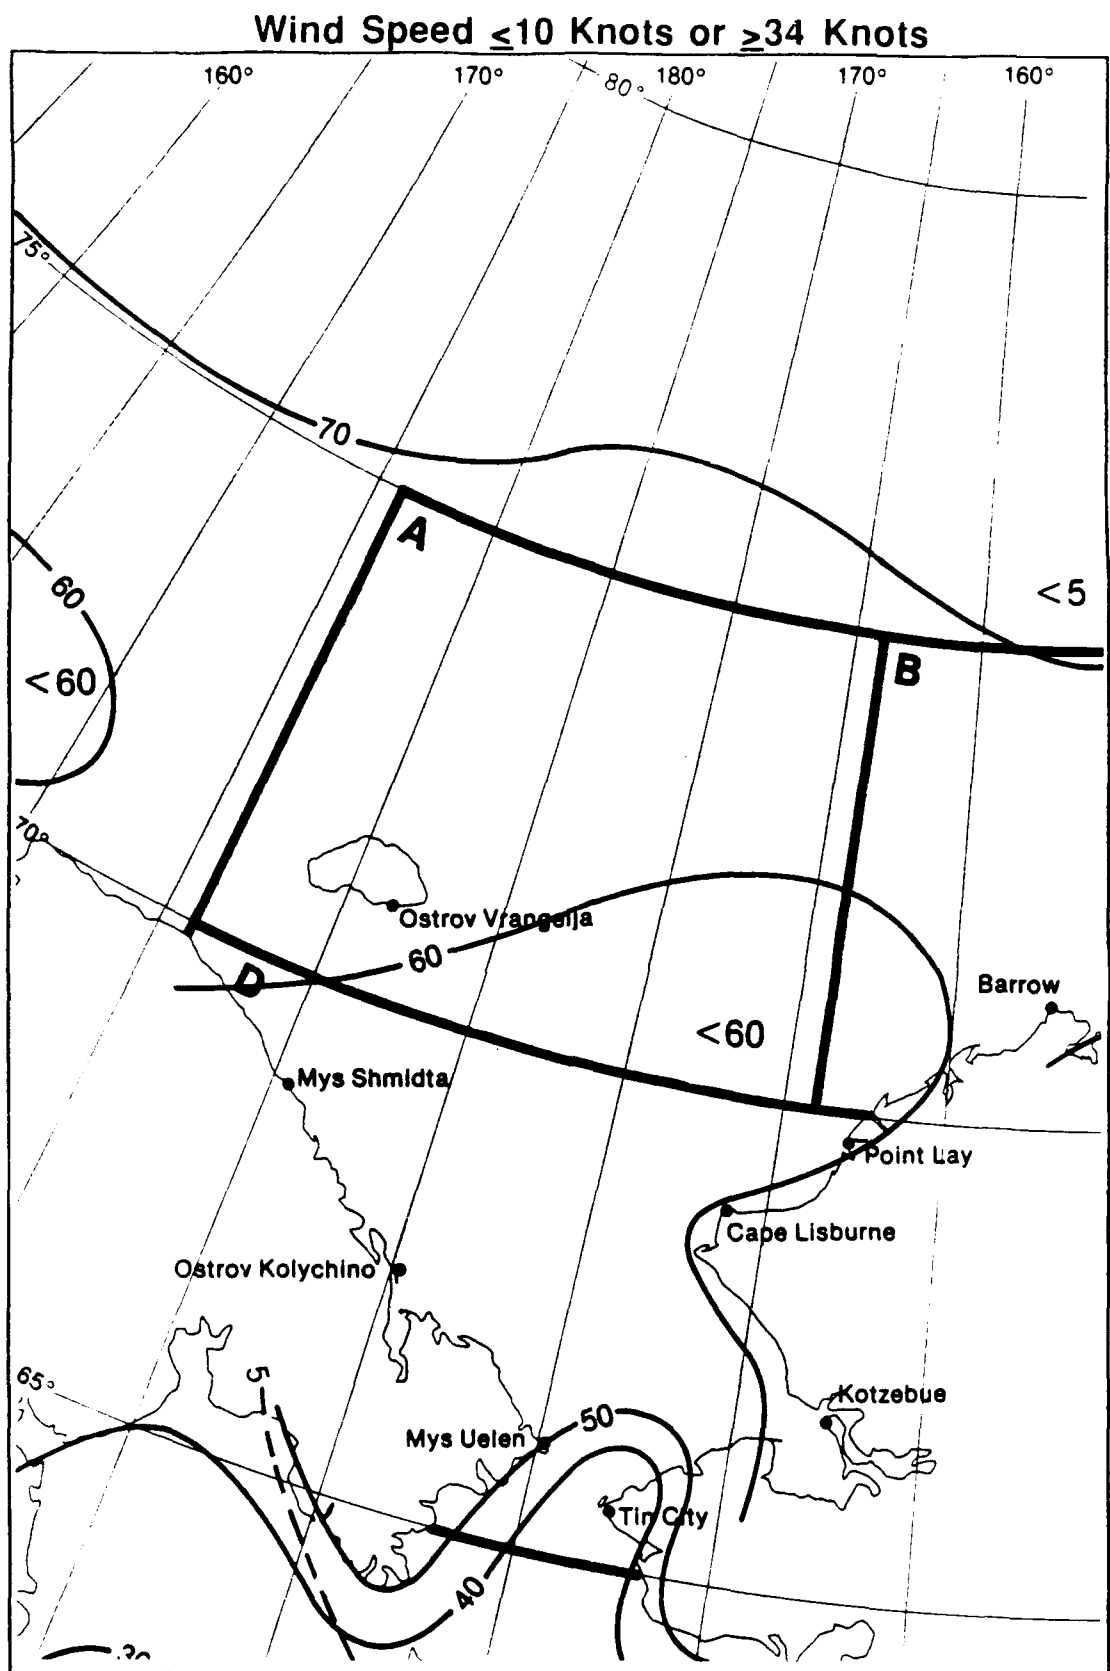 Wind Speed ≤10 Knots or ≥34 Knots
160° 170° 80° 180° 170° 160°
75°
70
A
60
<5
<60
B
70°
Ostrov Vrangelja
60
D
<60
Barrow
Mys Shmidta
Point Lay
Cape Lisburne
Ostrov Kolychino
65°
5
Kotzebue
50
Mys Uelen
Tin City
40